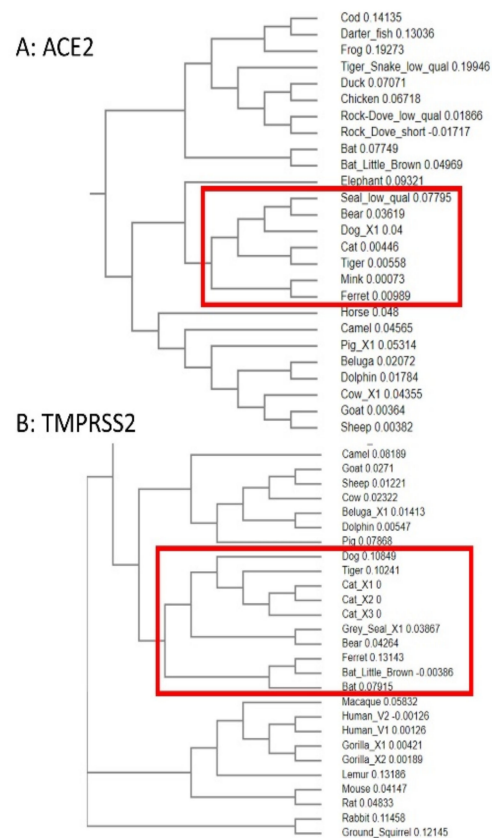 A: ACE2
Cod 0.14135
Darter_fish 0.13036
Frog 0.19273
Tiger_Snake_low_qual 0.19946
Duck 0.07071
Chicken 0.06718
Rock-Dove_low_qual 0.01866
Rock_Dove_short -0.01717
Bat 0.07749
Bat_Little_Brown 0.04969
Elephant 0.09321
Seal_low_qual 0.07795
Bear 0.03619
Dog_X1 0.04
Cat 0.00446
Tiger 0.00558
Mink 0.00073
Ferret 0.00989
Horse 0.048
Camel 0.04565
Pig_X1 0.05314
Beluga 0.02072
Dolphin 0.01784
Cow_X1 0.04355
Goat 0.00364
Sheep 0.00382
B: TMPRSS2
Camel 0.08189
Goat 0.0271
Sheep 0.01221
Cow 0.02322
Beluga_X1 0.01413
Dolphin 0.00547
Pig 0.07868
Dog 0.10849
Tiger 0.10241
Cat_X1 0
Cat_X2 0
Cat_X3 0
Grey_Seal_X1 0.03867
Bear 0.04264
Ferret 0.13143
Bat_Little_Brown -0.00386
Bat 0.07915
Macaque 0.05832
Human_V2 -0.00126
Human_V1 0.00126
Gorilla_X1 0.00421
Gorilla_X2 0.00189
Lemur 0.13186
Mouse 0.04147
Rat 0.04833
Rabbit 0.11458
Ground_Squirrel 0.12145